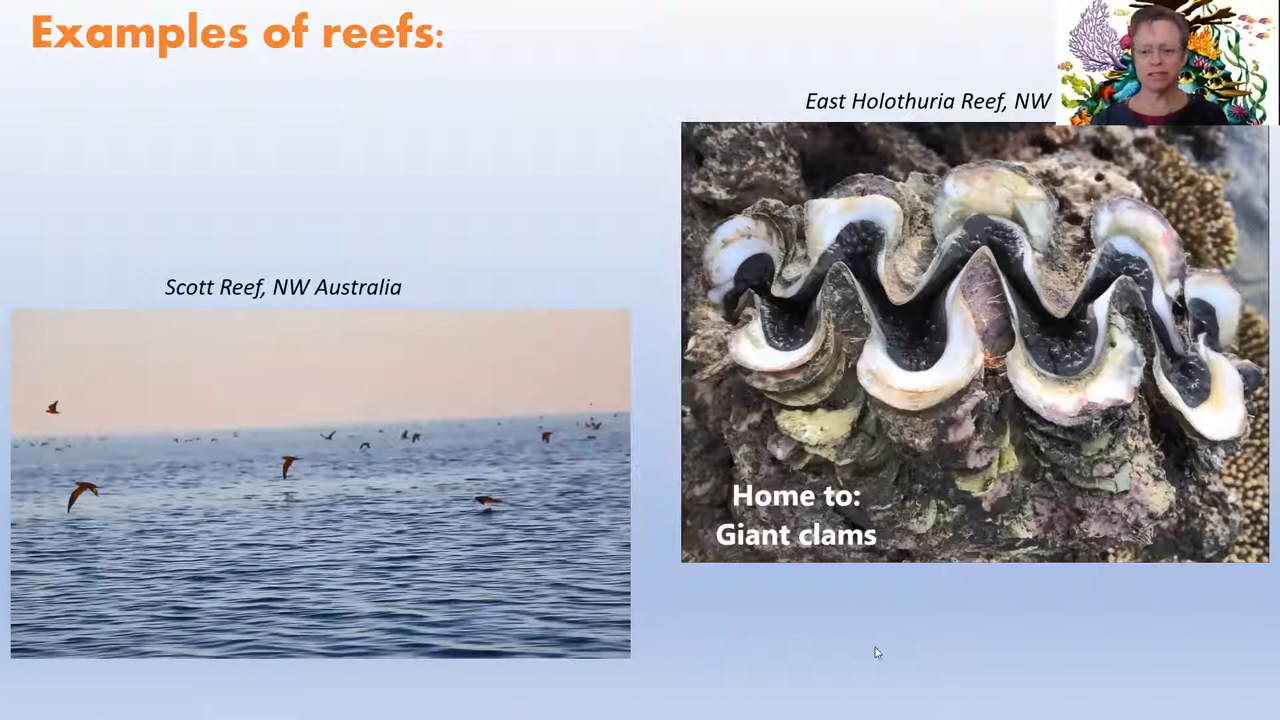 Examples of reefs:
East Holothuria Reef, NW
Scott Reef, NW Australia
Home to:
Giant clams